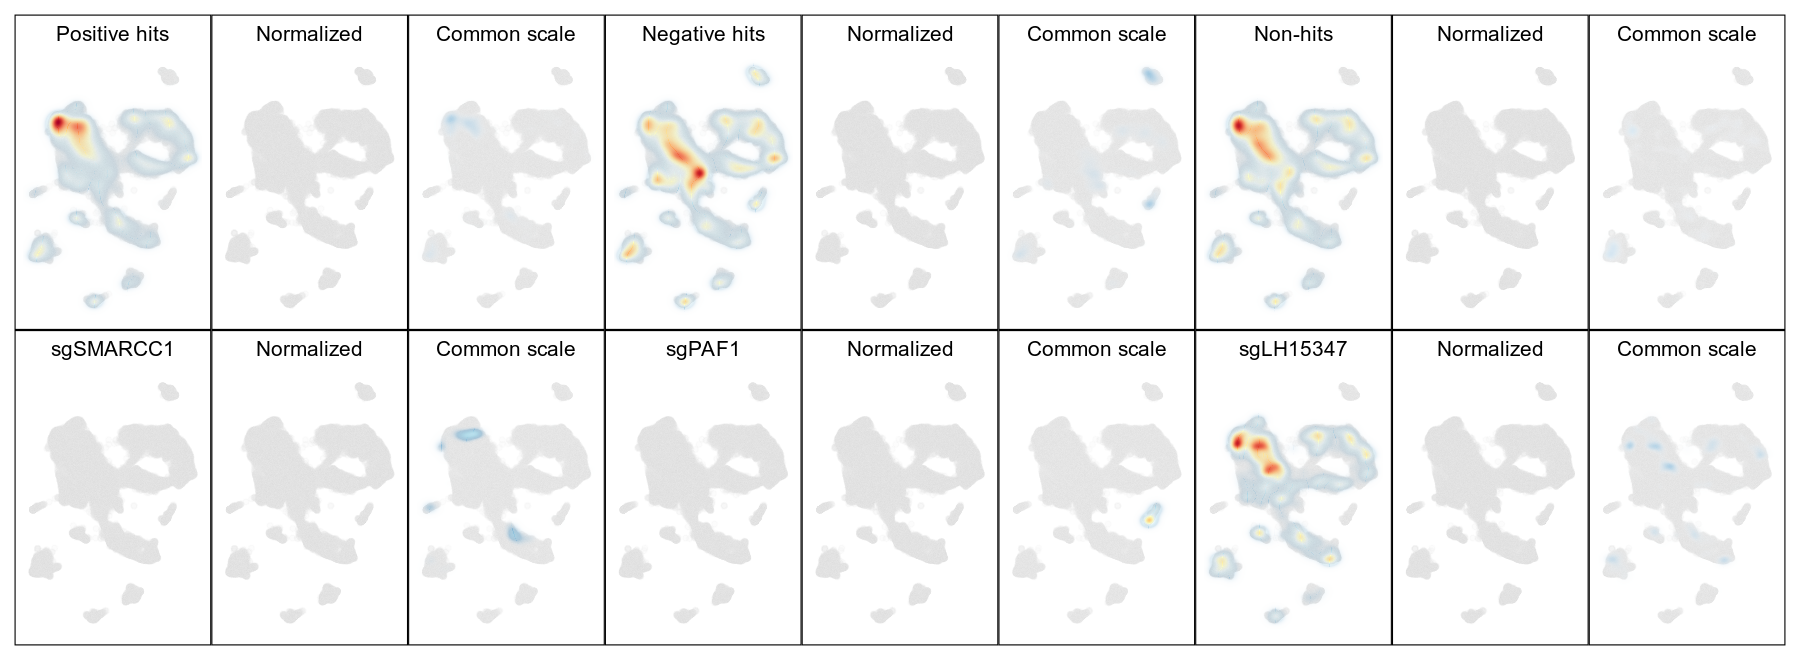 Positive hits
Normalized
Common scale
Negative hits
Normalized
Common scale
Non-hits
Normalized
Common scale
sgSMARCC1
Normalized
Common scale
sgPAF1
Normalized
Common scale
sgLH15347
Normalized
Common scale